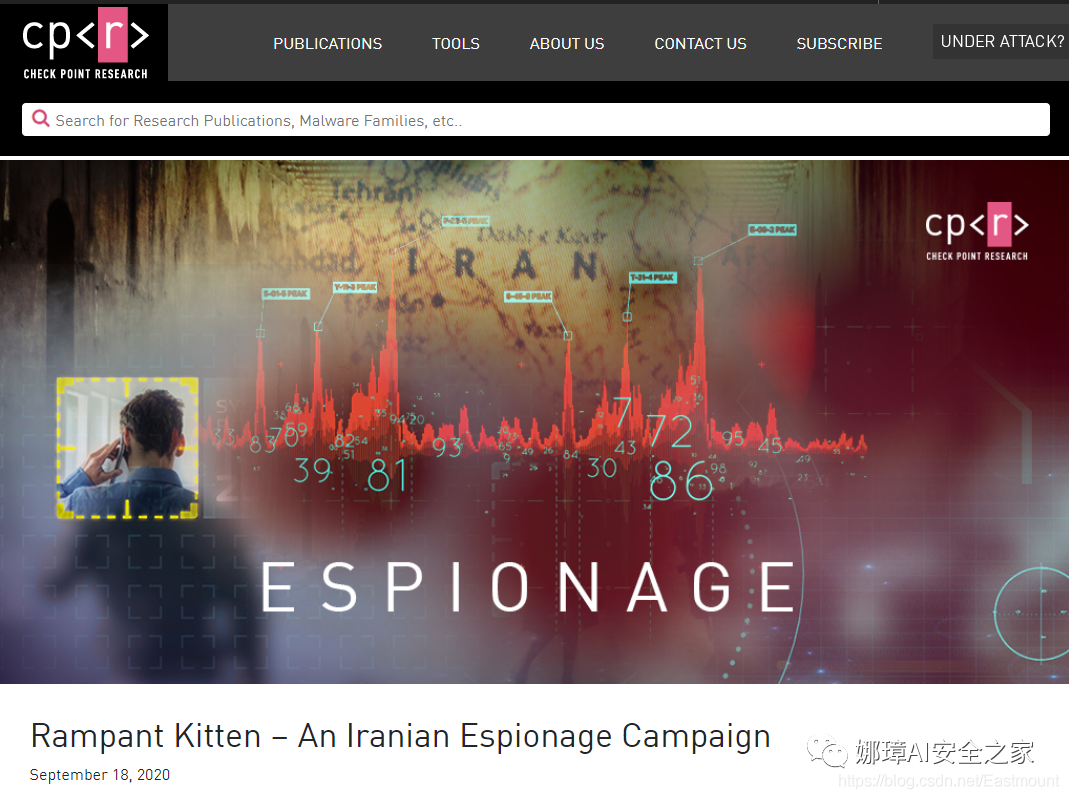 cp<r>
CHECK POINT RESEARCH
PUBLICATIONS
TOOLS
ABOUT US
CONTACT US
SUBSCRIBE
UNDER ATTACK?
Search for Research Publications, Malware Families, etc..
cp<r>
CHECK POINT RESEARCH
Tehran
IRAN
83
70
59
39
81
93
30
43
7
72
86
95
45
ESPIONAGE
Rampant Kitten – An Iranian Espionage Campaign
September 18, 2020
娜璋AI安全之家
https://blog.csdn.net/Eastmount